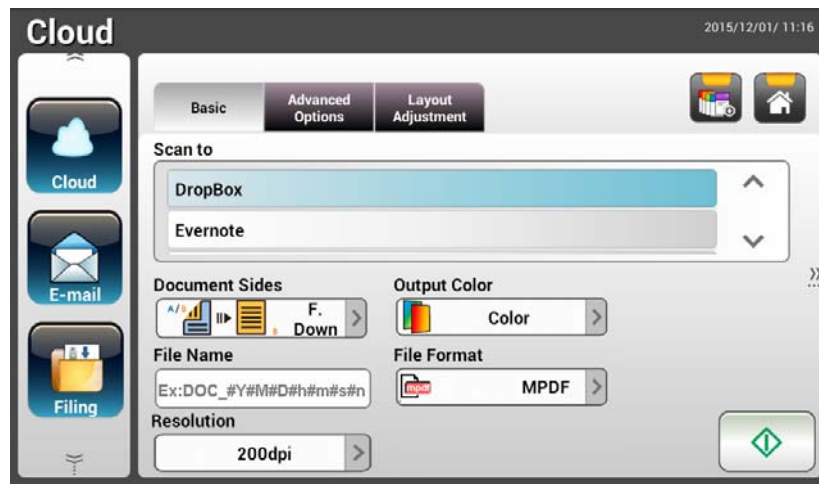 Cloud
2015/12/01/ 11:16
Basic
Advanced
Options
Layout
Adjustment
Scan to
Cloud
DropBox
Evernote
E-mail
Document Sides
Output Color
A/B
F.
Down
Color
File Name
File Format
Ex:DOC_#Y#M#D#h#m#s#n
mpdf
MPDF
Filing
Resolution
200dpi